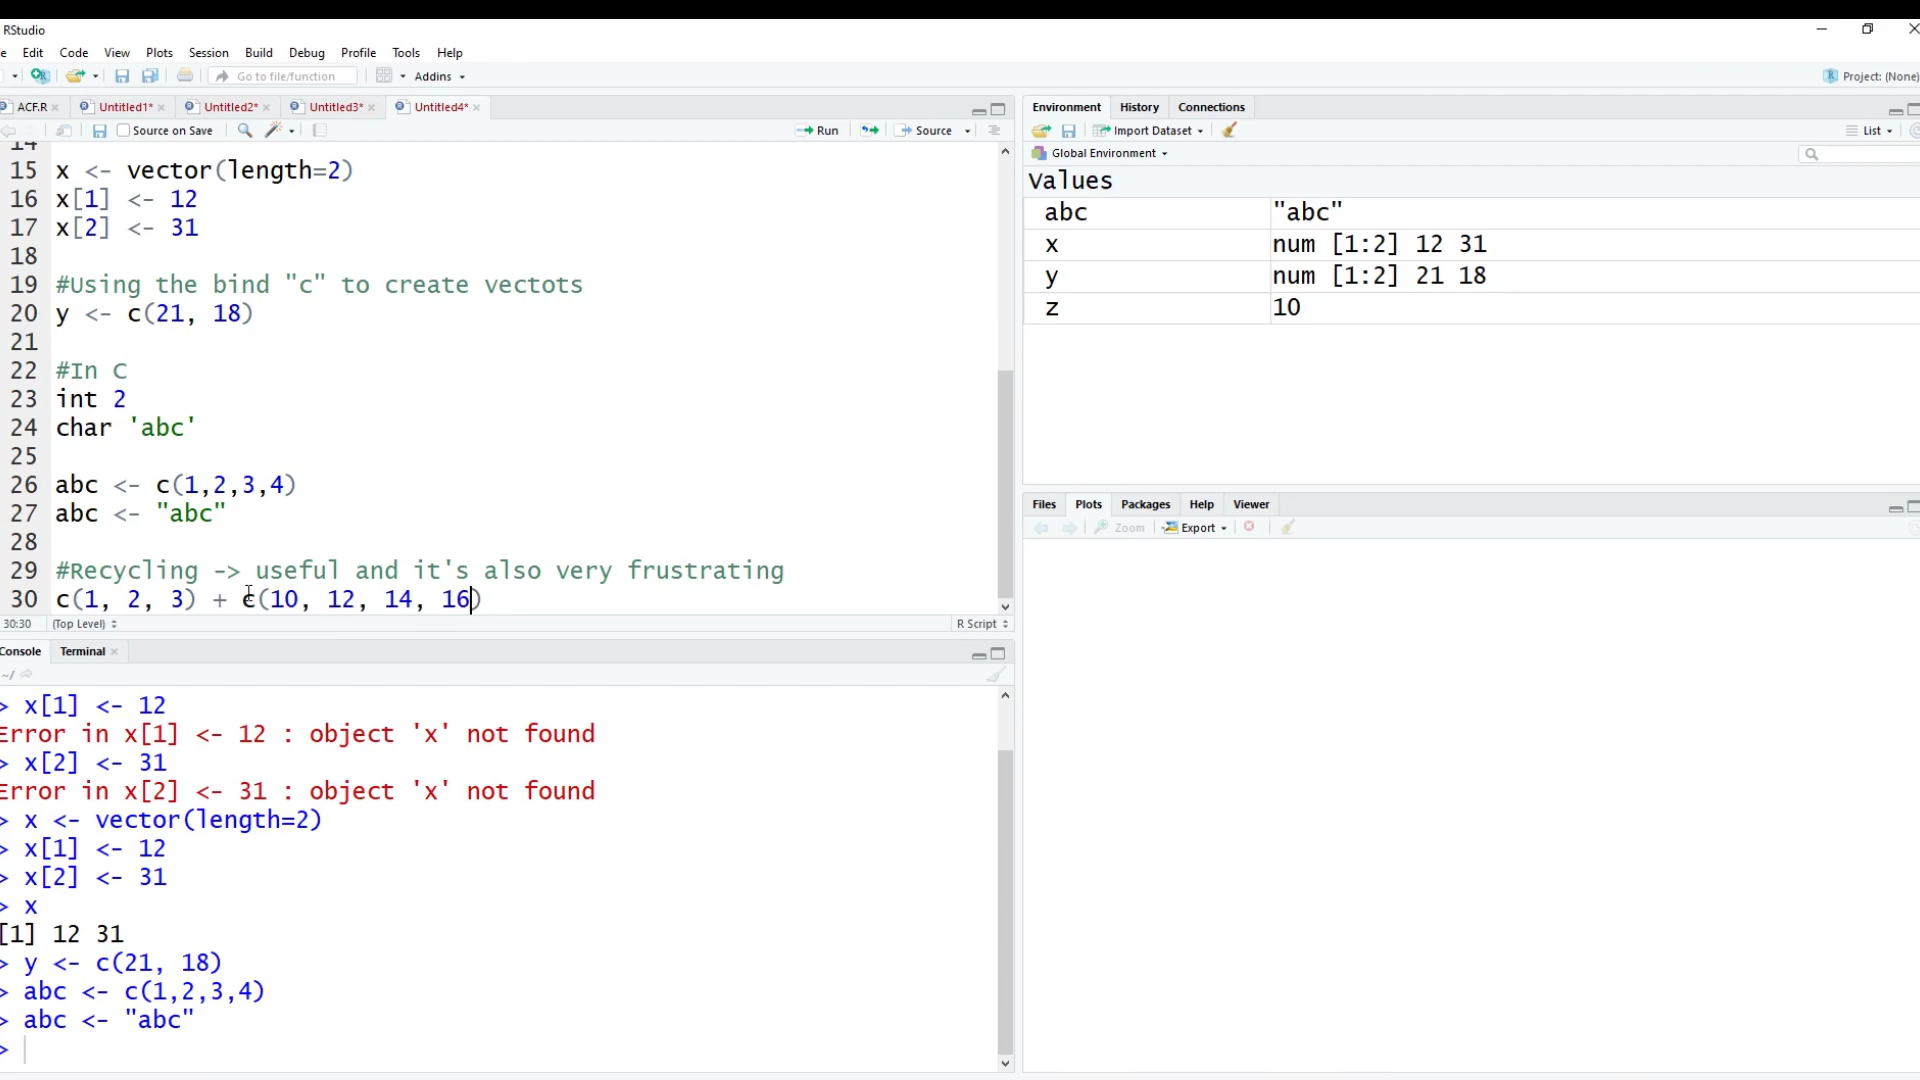 RStudio
e Edit Code View Plots Session Build Debug Profile Tools Help
Go to file/function Addins Project: (None)
ACF.R Untitled1* Untitled2* Untitled3* Untitled4*
Source on Save Run Source
14
15 x <- vector(length=2)
16 x[1] <- 12
17 x[2] <- 31
18
19 #Using the bind "c" to create vectots
20 y <- c(21, 18)
21
22 #In C
23 int 2
24 char 'abc'
25
26 abc <- c(1,2,3,4)
27 abc <- "abc"
28
29 #Recycling -> useful and it's also very frustrating
30 c(1, 2, 3) + c(10, 12, 14, 16)
30:30 (Top Level) R Script
Console Terminal
~/
> x[1] <- 12
Error in x[1] <- 12 : object 'x' not found
> x[2] <- 31
Error in x[2] <- 31 : object 'x' not found
> x <- vector(length=2)
> x[1] <- 12
> x[2] <- 31
> x
[1] 12 31
> y <- c(21, 18)
> abc <- c(1,2,3,4)
> abc <- "abc"
>
Environment History Connections
Import Dataset List
Global Environment
Values
abc "abc"
x num [1:2] 12 31
y num [1:2] 21 18
z 10
Files Plots Packages Help Viewer
Zoom Export